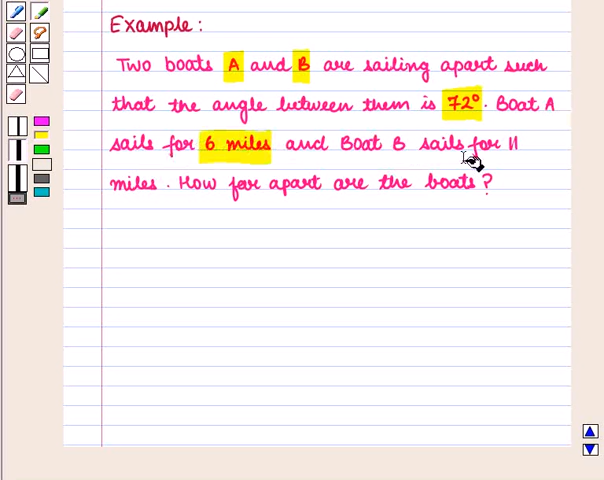 Example:
Two boats A and B are sailing apart such
that the angle between them is 72°. Boat A
sails for 6 miles and Boat B sails for 11
miles. How far apart are the boats?